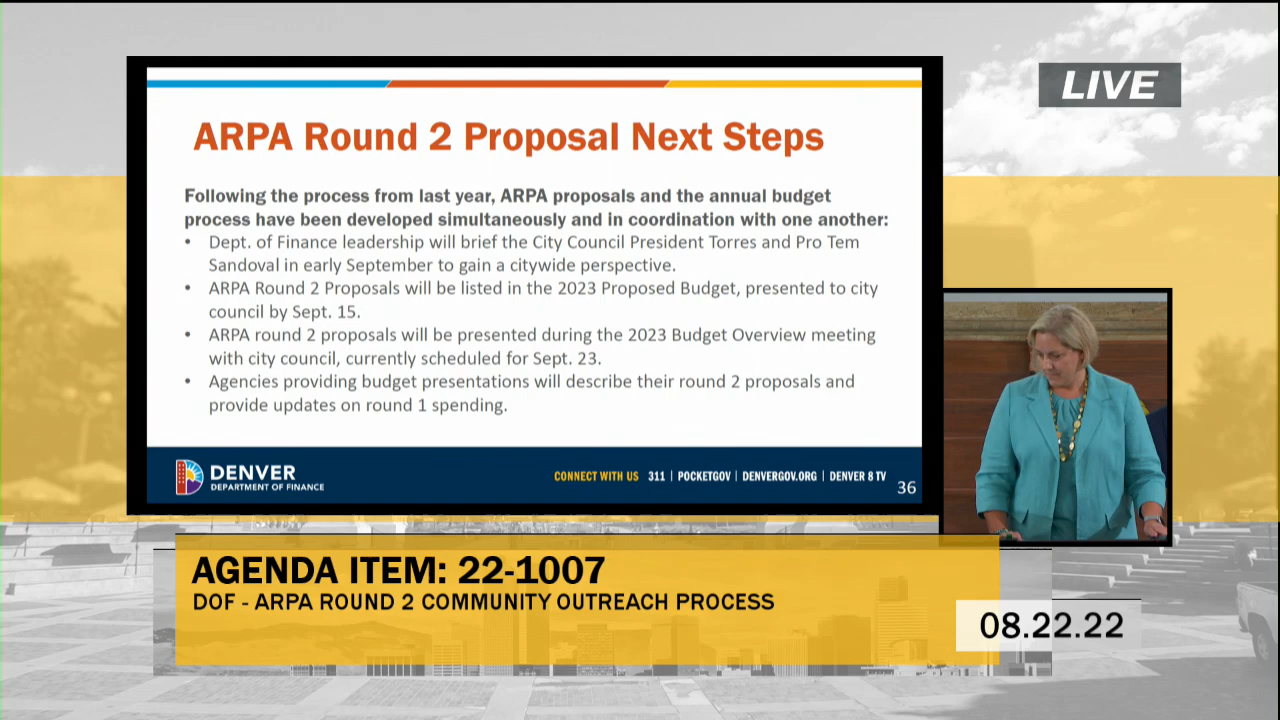 LIVE
ARPA Round 2 Proposal Next Steps
Following the process from last year, ARPA proposals and the annual budget
process have been developed simultaneously and in coordination with one another:
• Dept. of Finance leadership will brief the City Council President Torres and Pro Tem
Sandoval in early September to gain a citywide perspective.
• ARPA Round 2 Proposals will be listed in the 2023 Proposed Budget, presented to city
council by Sept. 15.
• ARPA round 2 proposals will be presented during the 2023 Budget Overview meeting
with city council, currently scheduled for Sept. 23.
• Agencies providing budget presentations will describe their round 2 proposals and
provide updates on round 1 spending.
DENVER
DEPARTMENT OF FINANCE
CONNECT WITH US 311 | POCKETGOV | DENVERGOV.ORG | DENVER 8 TV
36
AGENDA ITEM: 22-1007
DOF - ARPA ROUND 2 COMMUNITY OUTREACH PROCESS
08.22.22